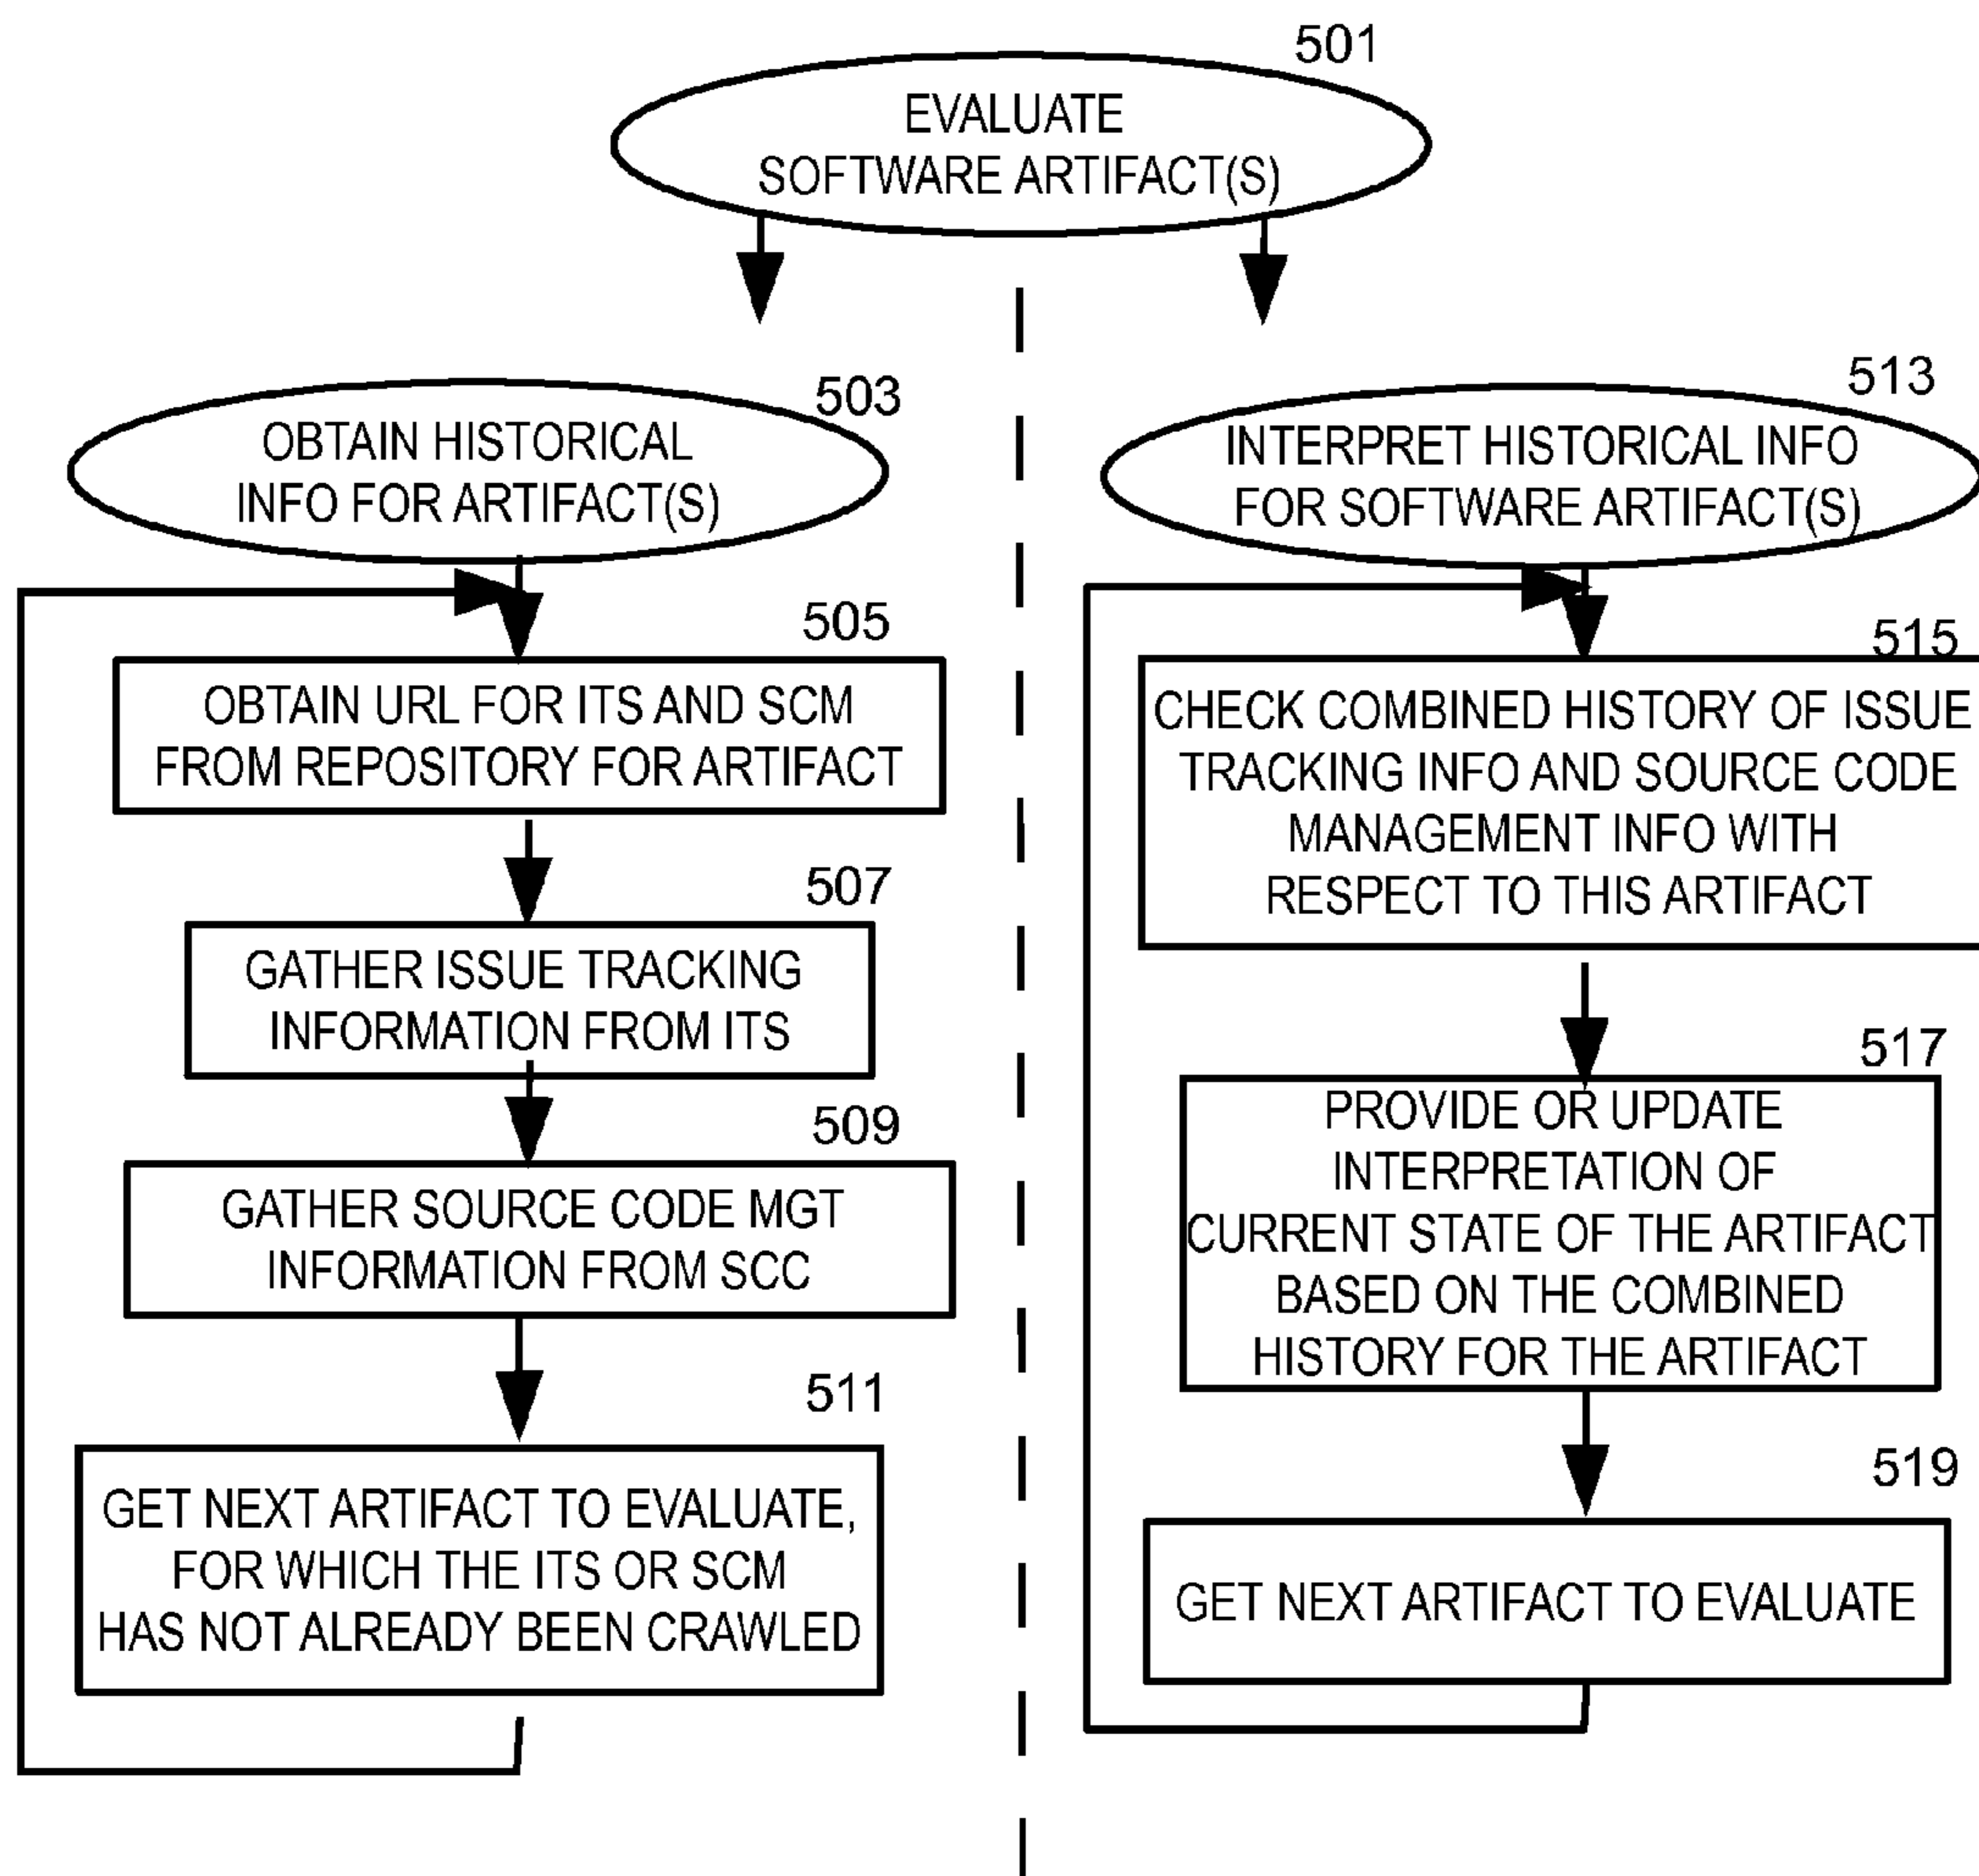 501
EVALUATE
SOFTWARE ARTIFACT(S)
503
OBTAIN HISTORICAL
INFO FOR ARTIFACT(S)
505
OBTAIN URL FOR ITS AND SCM
FROM REPOSITORY FOR ARTIFACT
507
GATHER ISSUE TRACKING
INFORMATION FROM ITS
509
GATHER SOURCE CODE MGT
INFORMATION FROM SCC
511
GET NEXT ARTIFACT TO EVALUATE,
FOR WHICH THE ITS OR SCM
HAS NOT ALREADY BEEN CRAWLED
513
INTERPRET HISTORICAL INFO
FOR SOFTWARE ARTIFACT(S)
515
CHECK COMBINED HISTORY OF ISSUE
TRACKING INFO AND SOURCE CODE
MANAGEMENT INFO WITH
RESPECT TO THIS ARTIFACT
517
PROVIDE OR UPDATE
INTERPRETATION OF
CURRENT STATE OF THE ARTIFACT
BASED ON THE COMBINED
HISTORY FOR THE ARTIFACT
519
GET NEXT ARTIFACT TO EVALUATE